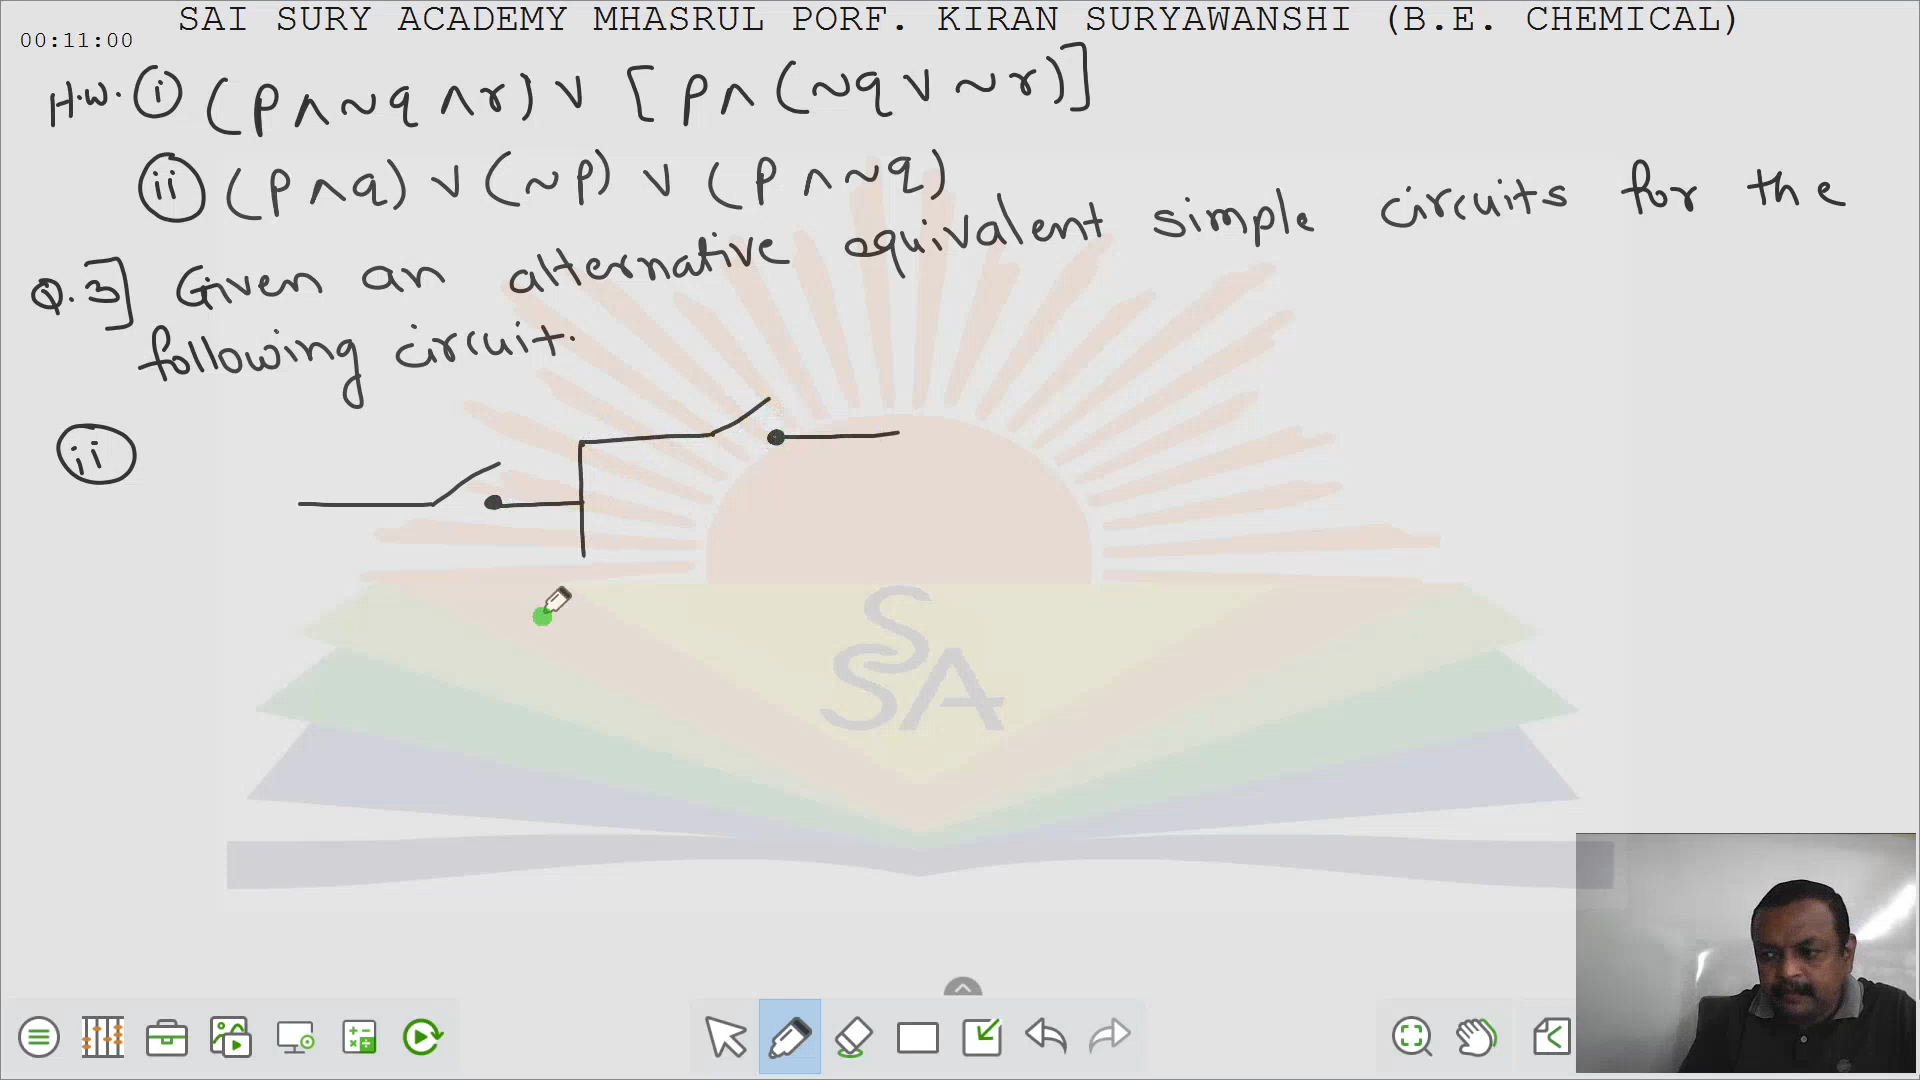 SAI SURY ACADEMY MHASRUL PORF. KIRAN SURYAWANSHI (B.E. CHEMICAL)
00:11:00
H.W. (i) (p∧~q∧r)∨[p∧(~q∨~r)]
(ii) (p∧q)∨(~p)∨(p∧~q)
Q.3] Given an alternative equivalent simple circuits for the
following circuit.
(ii)
SSA